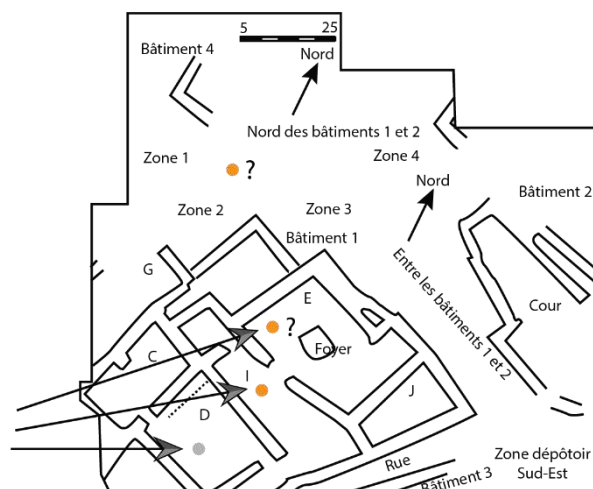 5 25
Bâtiment 4
Nord
Nord des bâtiments 1 et 2
Zone 1
?
Zone 4
Nord
Bâtiment 2
Zone 2
Zone 3
Bâtiment 1
G
E
Entre les bâtiments 1 et 2
Cour
?
Foyer
C
I
D
J
Rue
Bâtiment 3
Zone dépôtoir
Sud-Est